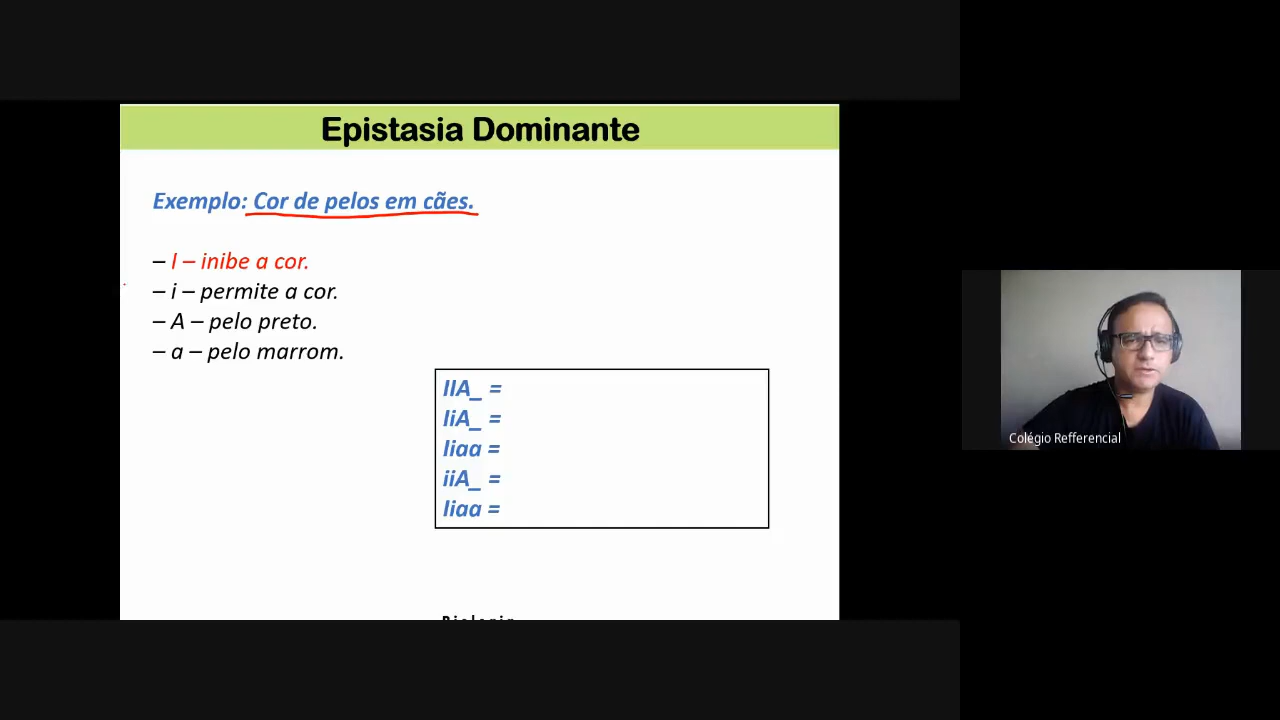 Epistasia Dominante
Exemplo: Cor de pelos em cães.
– I – inibe a cor.
– i – permite a cor.
– A – pelo preto.
– a – pelo marrom.
IIA_ =
IiA_ =
Iiaa =
iiA_ =
Iiaa =
Colégio Refferencial